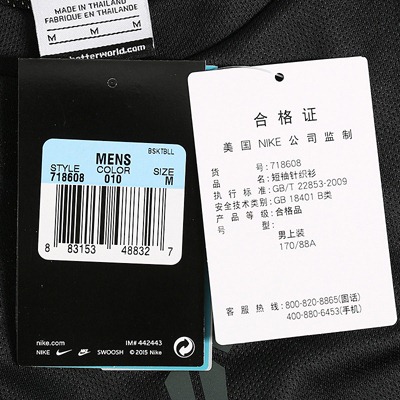 MADE IN THAILAND
FABRIQUÉ EN THAÏLANDE
M M M
betterworld.com
BSKTBLL
MENS
STYLE COLOR SIZE
718608 010 M
8 83153 48832 7
nike.com IM# 442443
NIKE SWOOSH © 2015 Nike
合格证
美国 NIKE 公司监制
货号:718608
品名:短袖针织衫
执行标准:GB/T 22853-2009
安全技术类别:GB 18401 B类
产品等级:合格品
号型:
男上装
170/88A
客服热线:800-820-8865(固话)
400-880-6453(手机)